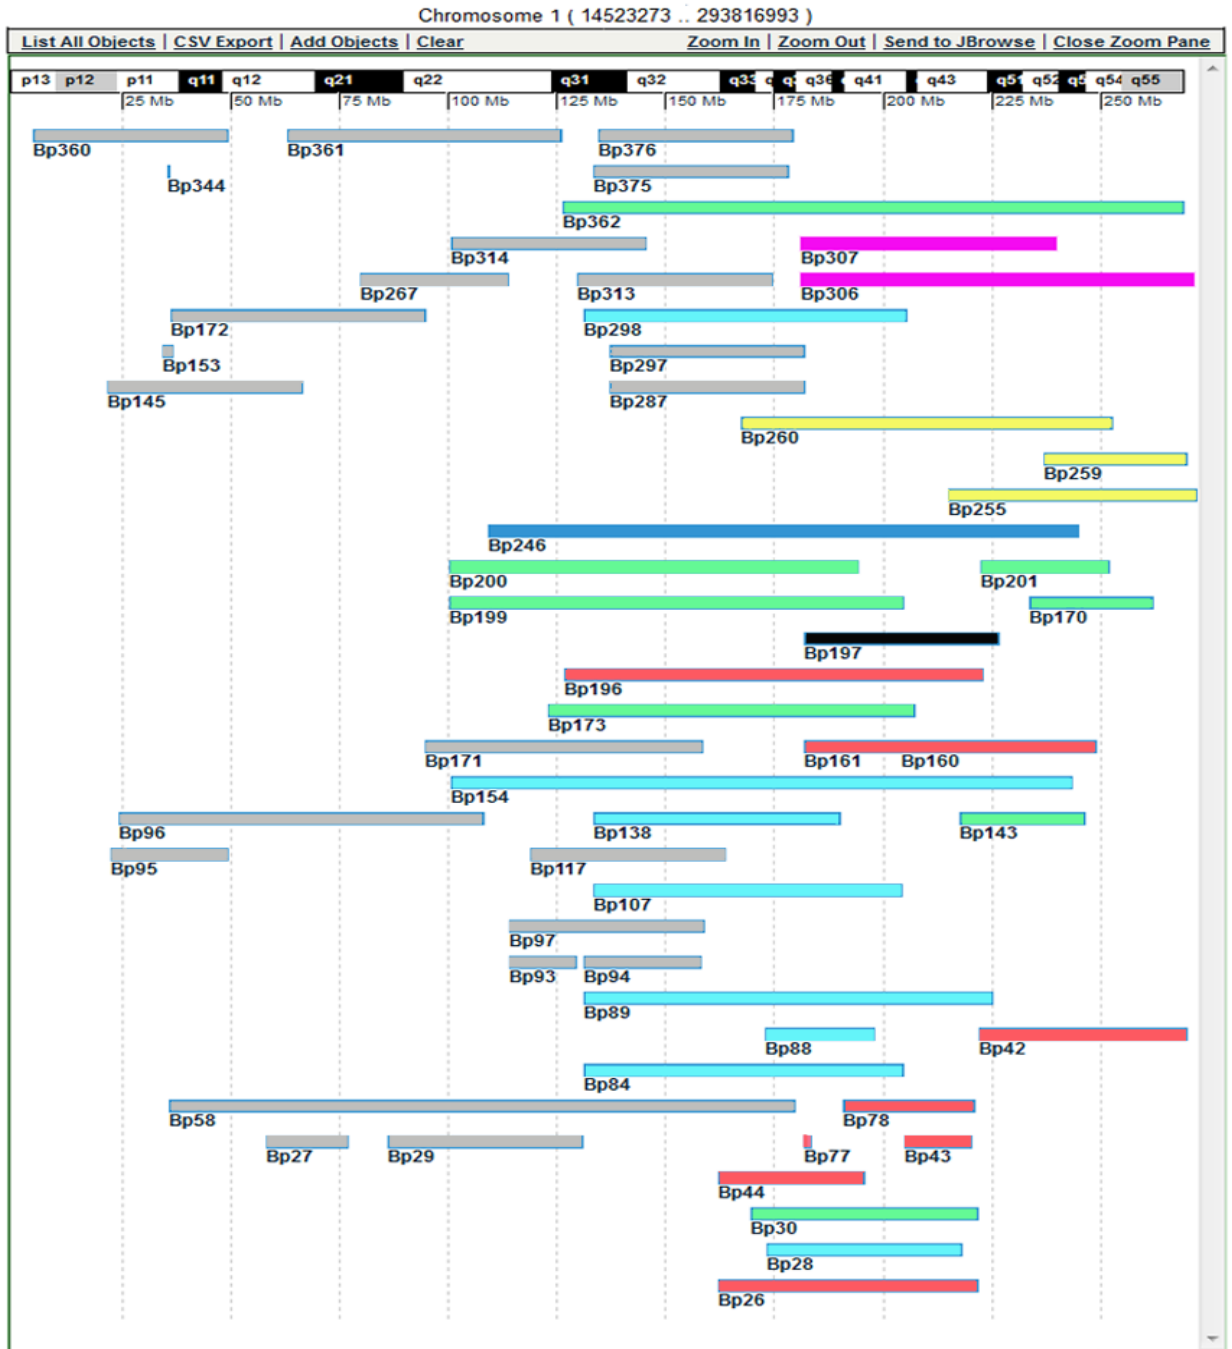 Chromosome 1 ( 14523273 .. 293816993 )
List All Objects | CSV Export | Add Objects | Clear Zoom In | Zoom Out | Send to JBrowse | Close Zoom Pane
p13 p12 p11 q11 q12 q21 q22 q31 q32 q33 q41 q43 q55
25 Mb 50 Mb 75 Mb 100 Mb 125 Mb 150 Mb 175 Mb 200 Mb 225 Mb 250 Mb
Bp360 Bp361 Bp376
Bp344 Bp375
Bp362
Bp314 Bp307
Bp267 Bp313 Bp306
Bp172 Bp298
Bp153 Bp297
Bp145 Bp287
Bp260
Bp259
Bp255
Bp246
Bp200 Bp201
Bp199 Bp170
Bp197
Bp196
Bp173
Bp171 Bp161 Bp160
Bp154
Bp96 Bp138 Bp143
Bp95 Bp117
Bp107
Bp97
Bp93 Bp94
Bp89
Bp88 Bp42
Bp84
Bp58 Bp78
Bp27 Bp29 Bp77 Bp43
Bp44
Bp30
Bp28
Bp26